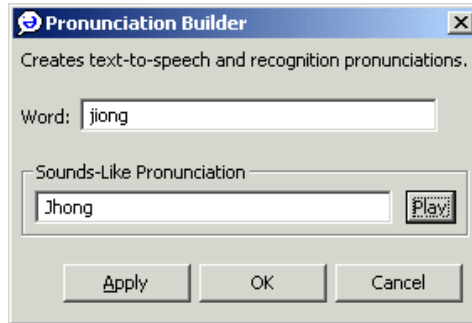 Pronunciation Builder
Creates text-to-speech and recognition pronunciations.
Word: jiong
Sounds-Like Pronunciation
Jhong Play
Apply OK Cancel